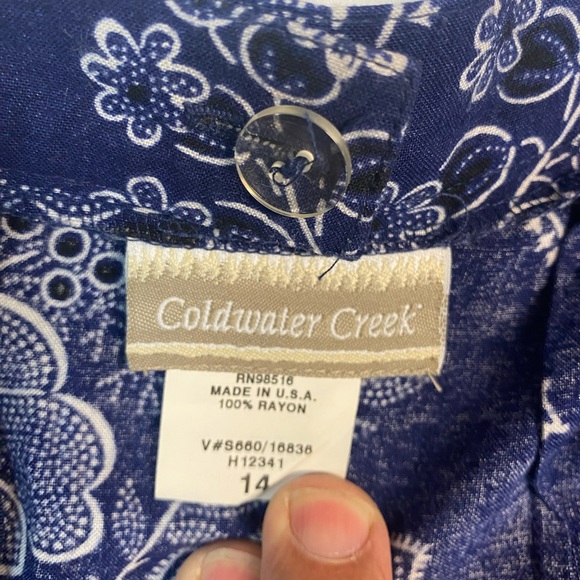 Coldwater Creek
RN98516
MADE IN U.S.A.
100% RAYON
V#S660/16836
H12341
14